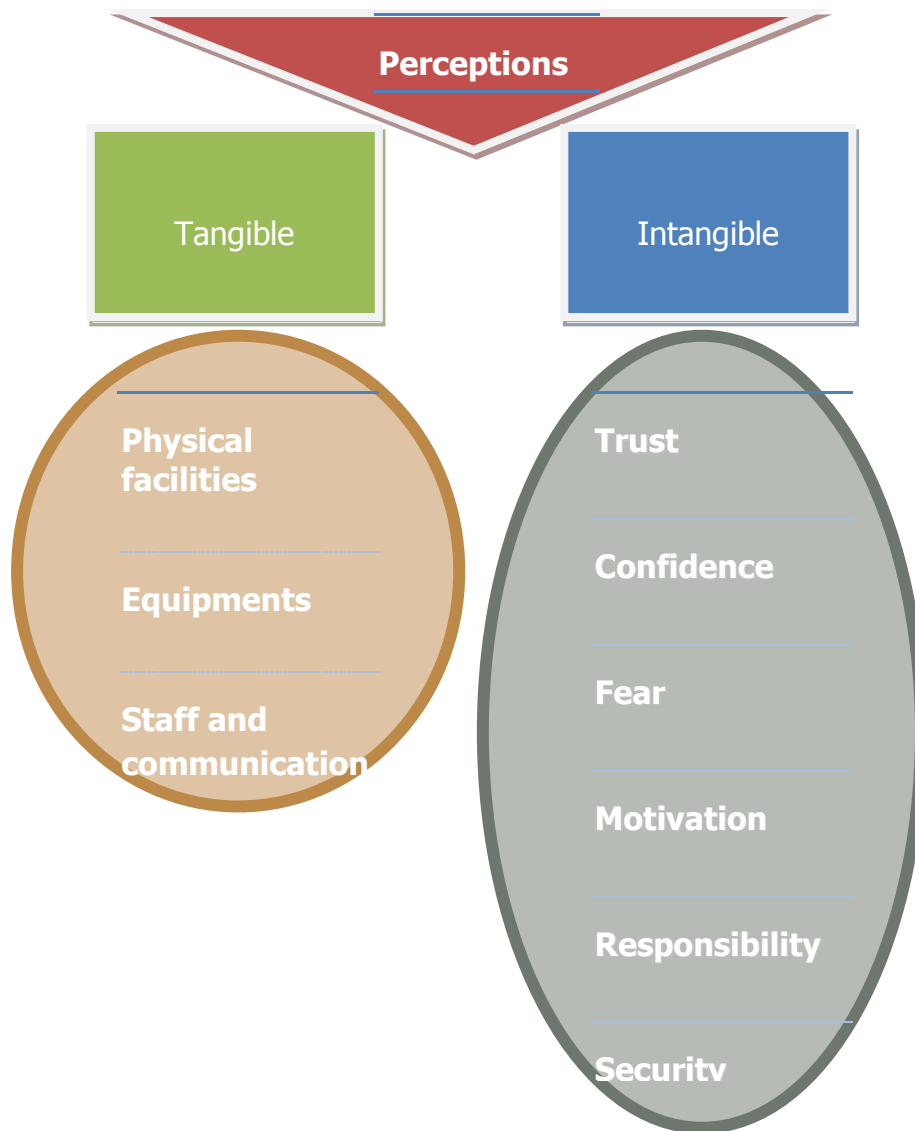 Perceptions
Tangible
Intangible
Physical
facilities
Equipments
Staff and
communication
Trust
Confidence
Fear
Motivation
Responsibility
Security